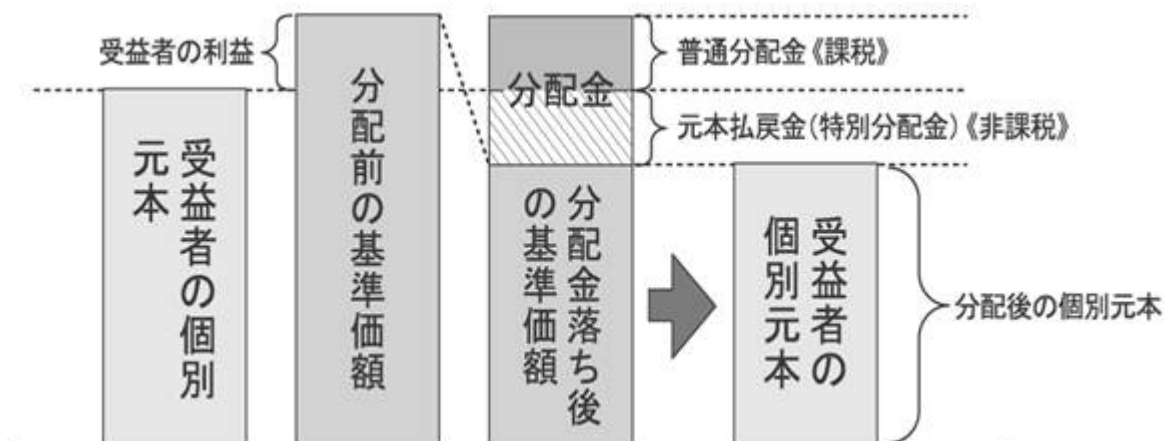 受益者の利益
受益者の個別
元本
分配前の基準価額
分配金
分配金落ち後
の基準価額
普通分配金《課税》
元本払戻金(特別分配金)《非課税》
受益者の
個別元本
分配後の個別元本